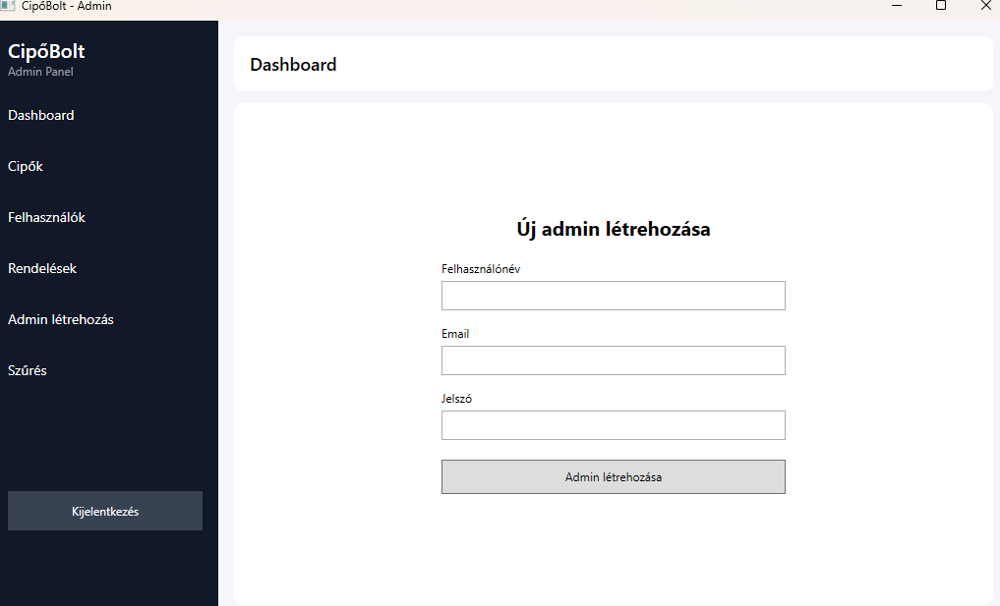 CipőBolt - Admin
CipőBolt
Admin Panel
Dashboard
Cipők
Felhasználók
Rendelések
Admin létrehozás
Szűrés
Kijelentkezés
Dashboard
Új admin létrehozása
Felhasználónév
Email
Jelszó
Admin létrehozása